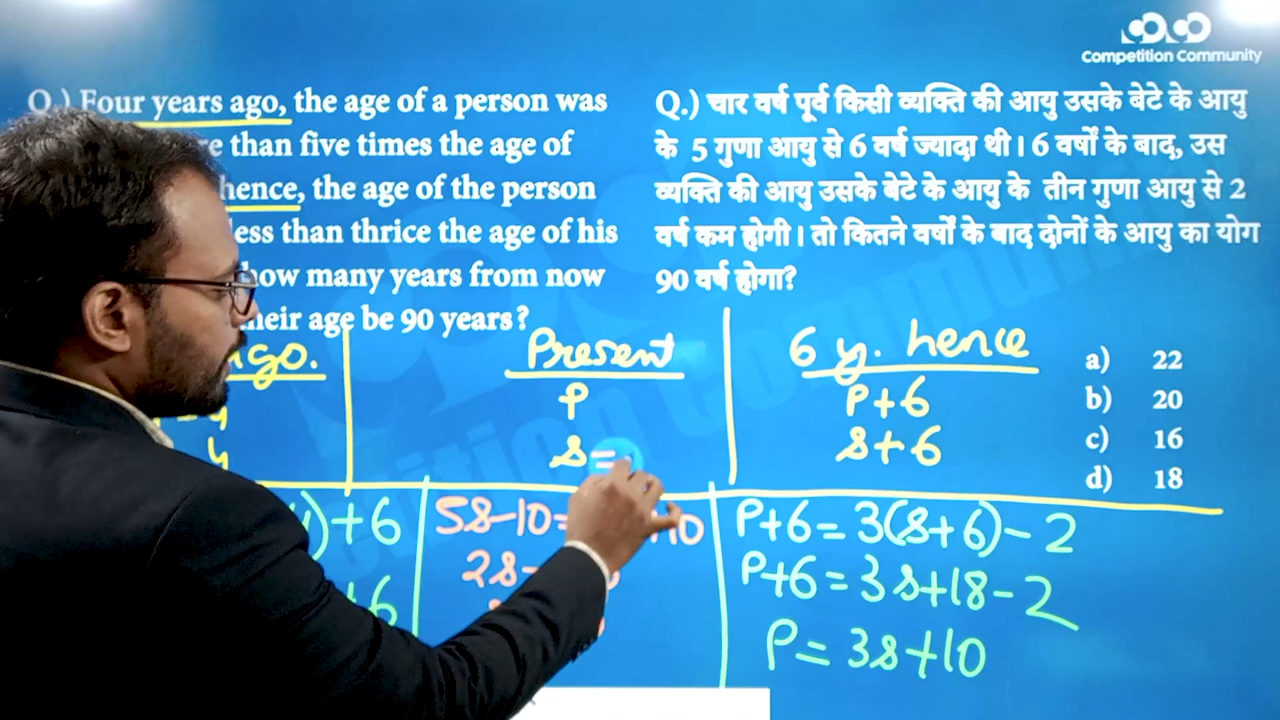 Competition Community
Q.) Four years ago, the age of a person was
than five times the age of
hence, the age of the person
less than thrice the age of his
how many years from now
their age be 90 years?
Q.) चार वर्ष पूर्व किसी व्यक्ति की आयु उसके बेटे के आयु
के 5 गुणा आयु से 6 वर्ष ज्यादा थी। 6 वर्षों के बाद, उस
व्यक्ति की आयु उसके बेटे के आयु के तीन गुणा आयु से 2
वर्ष कम होगी। तो कितने वर्षों के बाद दोनों के आयु का योग
90 वर्ष होगा?
ago.
4
4
Present
P
s =
6 y. hence
P+6
s+6
a) 22
b) 20
c) 16
d) 18
)+6
+6
5s-10= +10
2s=
P+6=3(s+6)-2
P+6=3s+18-2
P=3s+10